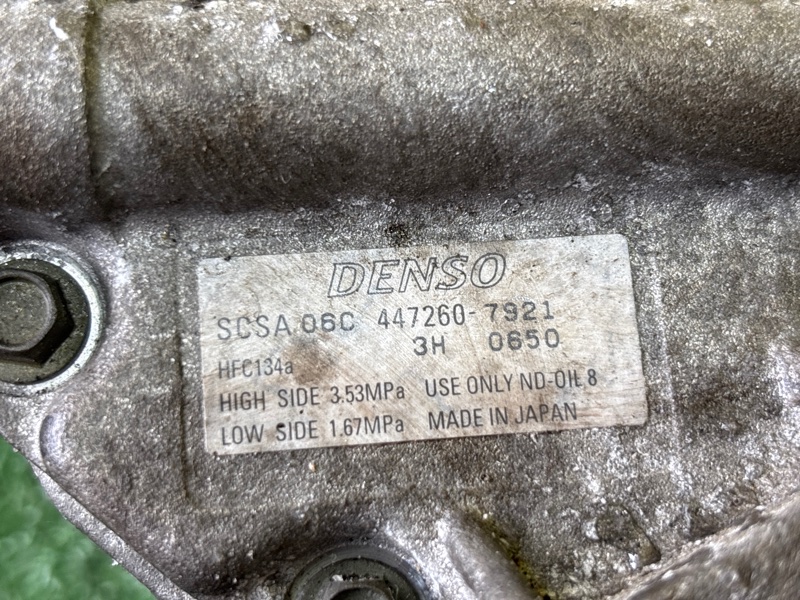 DENSO
SCSA 06C 447260-7921
3H 0650
HFC134a
HIGH SIDE 3.53MPa USE ONLY ND-OIL 8
LOW SIDE 1.67MPa MADE IN JAPAN